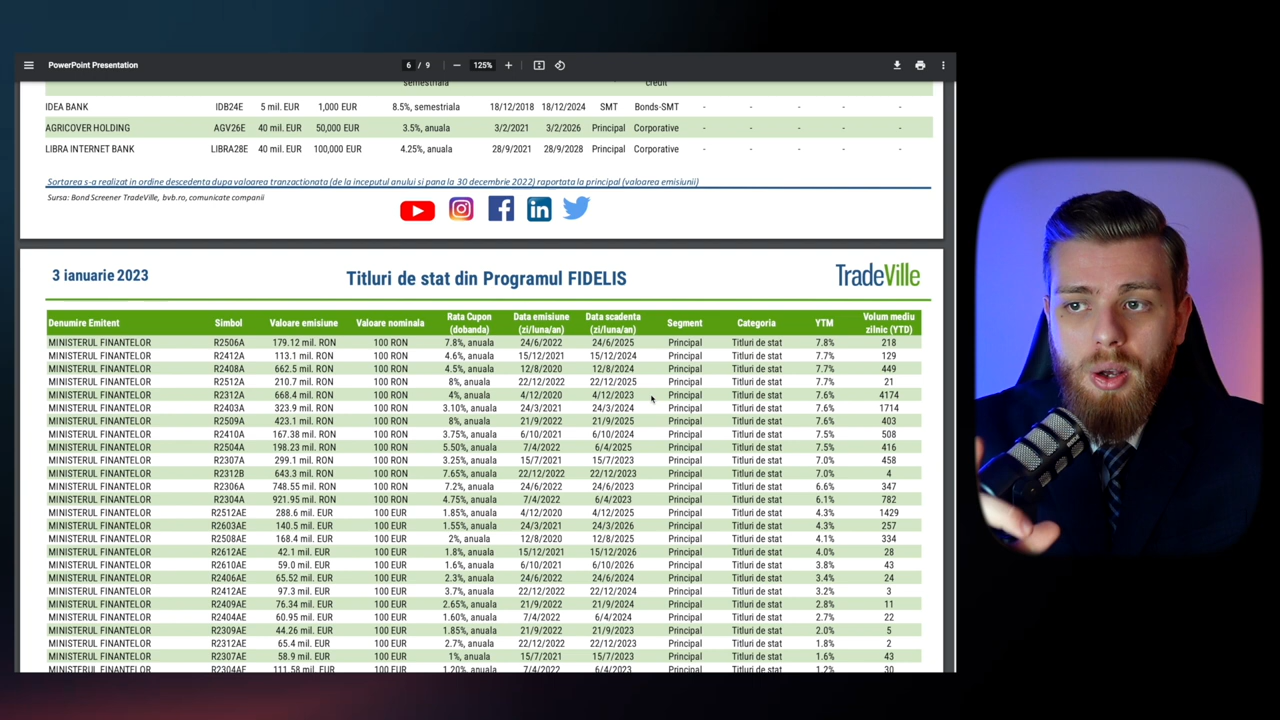 PowerPoint Presentation 6 / 9 125%
semestriala credit
IDEA BANK IDB24E 5 mil. EUR 1,000 EUR 8.5%, semestriala 18/12/2018 18/12/2024 SMT Bonds-SMT - - - - -
AGRICOVER HOLDING AGV26E 40 mil. EUR 50,000 EUR 3.5%, anuala 3/2/2021 3/2/2026 Principal Corporative - - - - -
LIBRA INTERNET BANK LIBRA28E 40 mil. EUR 100,000 EUR 4.25%, anuala 28/9/2021 28/9/2028 Principal Corporative - - - - -
Sortarea s-a realizat in ordine descedenta dupa valoarea tranzactionata (de la inceputul anului si pana la 30 decembrie 2022) raportata la principal (valoarea emisiunii)
Sursa: Bond Screener TradeVille, bvb.ro, comunicate companii
3 ianuarie 2023 Titluri de stat din Programul FIDELIS TradeVille
Denumire Emitent Simbol Valoare emisiune Valoare nominala Rata Cupon (dobanda) Data emisiune (zi/luna/an) Data scadenta (zi/luna/an) Segment Categoria YTM Volum mediu zilnic (YTD)
MINISTERUL FINANTELOR R2506A 179.12 mil. RON 100 RON 7.8%, anuala 24/6/2022 24/6/2025 Principal Titluri de stat 7.8% 218
MINISTERUL FINANTELOR R2412A 113.1 mil. RON 100 RON 4.6%, anuala 15/12/2021 15/12/2024 Principal Titluri de stat 7.7% 129
MINISTERUL FINANTELOR R2408A 662.5 mil. RON 100 RON 4.5%, anuala 12/8/2020 12/8/2024 Principal Titluri de stat 7.7% 449
MINISTERUL FINANTELOR R2512A 210.7 mil. RON 100 RON 8%, anuala 22/12/2022 22/12/2025 Principal Titluri de stat 7.7% 21
MINISTERUL FINANTELOR R2312A 668.4 mil. RON 100 RON 4%, anuala 4/12/2020 4/12/2023 Principal Titluri de stat 7.6% 4174
MINISTERUL FINANTELOR R2403A 323.9 mil. RON 100 RON 3.10%, anuala 24/3/2021 24/3/2024 Principal Titluri de stat 7.6% 1714
MINISTERUL FINANTELOR R2509A 423.1 mil. RON 100 RON 8%, anuala 21/9/2022 21/9/2025 Principal Titluri de stat 7.6% 403
MINISTERUL FINANTELOR R2410A 167.38 mil. RON 100 RON 3.75%, anuala 6/10/2021 6/10/2024 Principal Titluri de stat 7.5% 508
MINISTERUL FINANTELOR R2504A 198.23 mil. RON 100 RON 5.50%, anuala 7/4/2022 6/4/2025 Principal Titluri de stat 7.5% 416
MINISTERUL FINANTELOR R2307A 299.1 mil. RON 100 RON 3.25%, anuala 15/7/2021 15/7/2023 Principal Titluri de stat 7.0% 458
MINISTERUL FINANTELOR R2312B 643.3 mil. RON 100 RON 7.65%, anuala 22/12/2022 22/12/2023 Principal Titluri de stat 7.0% 4
MINISTERUL FINANTELOR R2306A 748.55 mil. RON 100 RON 7.2%, anuala 24/6/2022 24/6/2023 Principal Titluri de stat 6.6% 347
MINISTERUL FINANTELOR R2304A 921.95 mil. RON 100 RON 4.75%, anuala 7/4/2022 6/4/2023 Principal Titluri de stat 6.1% 782
MINISTERUL FINANTELOR R2512AE 288.6 mil. EUR 100 EUR 1.85%, anuala 4/12/2020 4/12/2025 Principal Titluri de stat 4.3% 1429
MINISTERUL FINANTELOR R2603AE 140.5 mil. EUR 100 EUR 1.55%, anuala 24/3/2021 24/3/2026 Principal Titluri de stat 4.3% 257
MINISTERUL FINANTELOR R2508AE 168.4 mil. EUR 100 EUR 2%, anuala 12/8/2020 12/8/2025 Principal Titluri de stat 4.1% 334
MINISTERUL FINANTELOR R2612AE 42.1 mil. EUR 100 EUR 1.8%, anuala 15/12/2021 15/12/2026 Principal Titluri de stat 4.0% 28
MINISTERUL FINANTELOR R2610AE 59.0 mil. EUR 100 EUR 1.6%, anuala 6/10/2021 6/10/2026 Principal Titluri de stat 3.8% 43
MINISTERUL FINANTELOR R2406AE 65.52 mil. EUR 100 EUR 2.3%, anuala 24/6/2022 24/6/2024 Principal Titluri de stat 3.4% 24
MINISTERUL FINANTELOR R2412AE 97.3 mil. EUR 100 EUR 3.7%, anuala 22/12/2022 22/12/2024 Principal Titluri de stat 3.2% 3
MINISTERUL FINANTELOR R2409AE 76.34 mil. EUR 100 EUR 2.65%, anuala 21/9/2022 21/9/2024 Principal Titluri de stat 2.8% 11
MINISTERUL FINANTELOR R2404AE 60.95 mil. EUR 100 EUR 1.60%, anuala 7/4/2022 6/4/2024 Principal Titluri de stat 2.7% 22
MINISTERUL FINANTELOR R2309AE 44.26 mil. EUR 100 EUR 1.85%, anuala 21/9/2022 21/9/2023 Principal Titluri de stat 2.0% 5
MINISTERUL FINANTELOR R2312AE 65.4 mil. EUR 100 EUR 2.7%, anuala 22/12/2022 22/12/2023 Principal Titluri de stat 1.8% 2
MINISTERUL FINANTELOR R2307AE 58.9 mil. EUR 100 EUR 1%, anuala 15/7/2021 15/7/2023 Principal Titluri de stat 1.6% 43
MINISTERUL FINANTELOR R2304AE 111.58 mil. EUR 100 EUR 1.20%, anuala 7/4/2022 6/4/2023 Principal Titluri de stat 1.2% 30